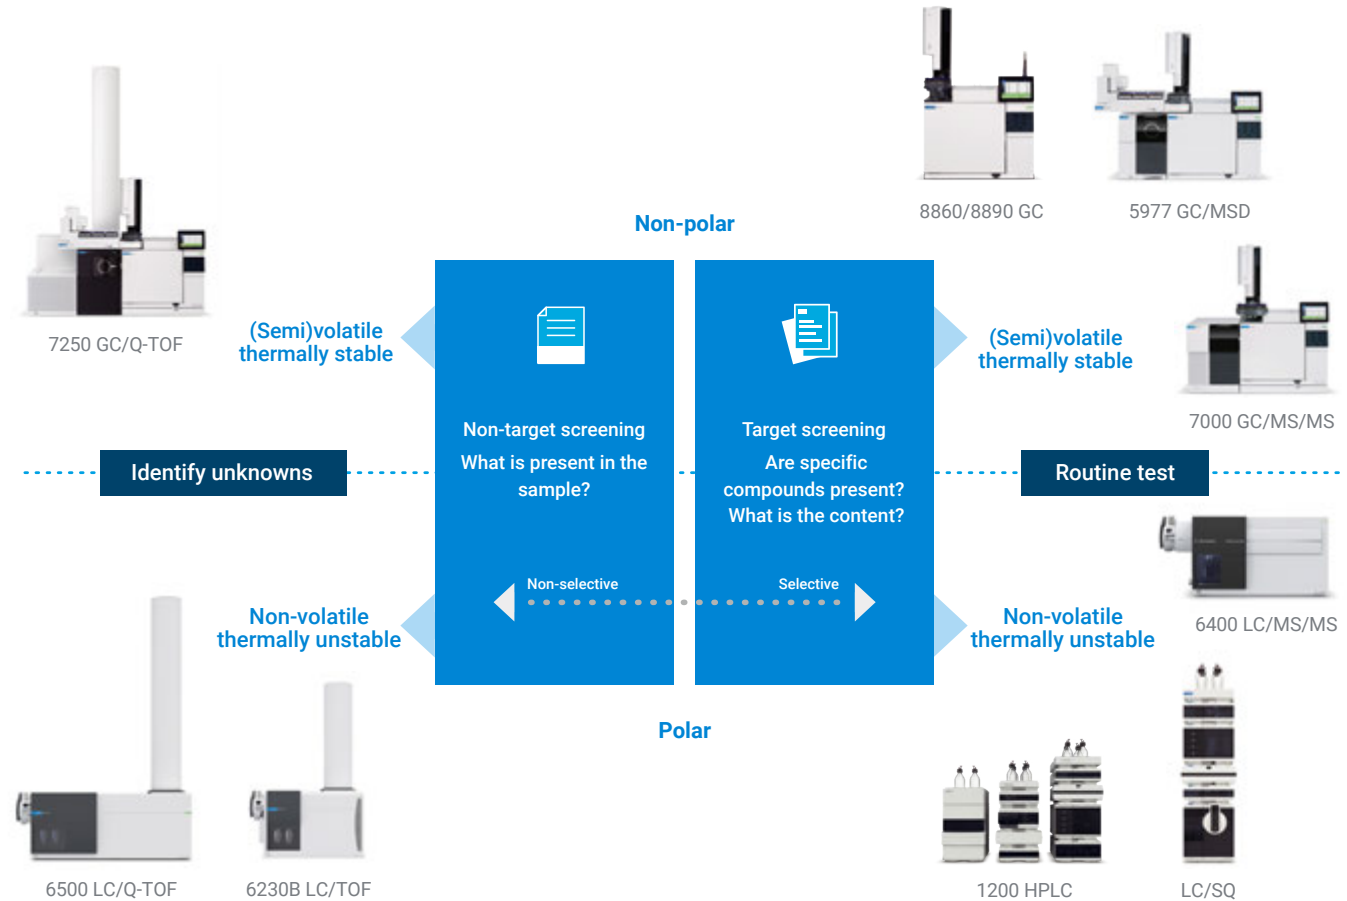 8860/8890 GC
5977 GC/MSD
Non-polar
7250 GC/Q-TOF
(Semi)volatile
thermally stable
(Semi)volatile
thermally stable
7000 GC/MS/MS
Non-target screening
What is present in the
sample?
Target screening
Are specific
compounds present?
What is the content?
Identify unknowns
Routine test
Non-selective
Selective
Non-volatile
thermally unstable
Non-volatile
thermally unstable
6400 LC/MS/MS
Polar
6500 LC/Q-TOF
6230B LC/TOF
1200 HPLC
LC/SQ